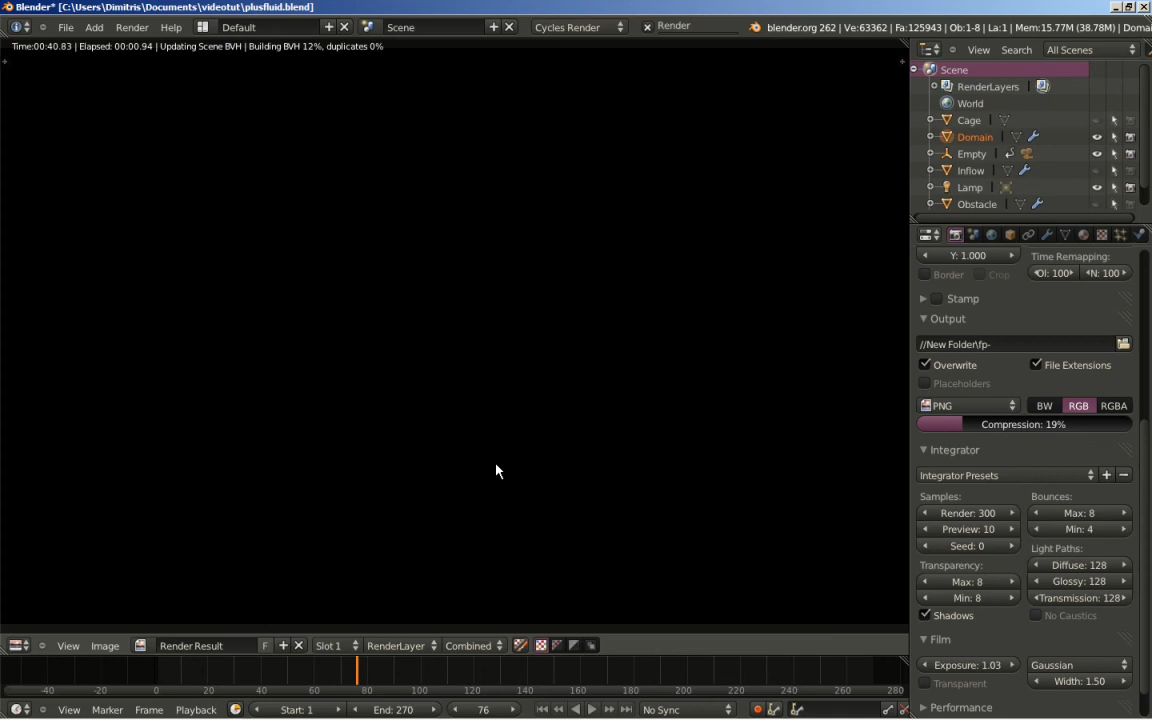 Blender* [C:\Users\Dimitris\Documents\videotut\plusfluid.blend]
File Add Render Help Default Scene Cycles Render Render blender.org 262 | Ve:63362 | Fa:125943 | Ob:1-8 | La:1 | Mem:15.77M (38.78M) | Domai
Time:00:40.83 | Elapsed: 00:00.94 | Updating Scene BVH | Building BVH 12%, duplicates 0%
View Search All Scenes
Scene
RenderLayers
World
Cage
Domain
Empty
Inflow
Lamp
Obstacle
Y: 1.000 Time Remapping:
Border Crop Ol: 100 N: 100
Stamp
Output
//New Folder\fp-
Overwrite File Extensions
Placeholders
PNG BW RGB RGBA
Compression: 19%
Integrator
Integrator Presets
Samples: Bounces:
Render: 300 Max: 8
Preview: 10 Min: 4
Seed: 0 Light Paths:
Transparency: Diffuse: 128
Max: 8 Glossy: 128
Min: 8 Transmission: 128
Shadows No Caustics
Film
Exposure: 1.03 Gaussian
Transparent Width: 1.50
Performance
View Image Render Result F Slot 1 RenderLayer Combined
-40 -20 0 20 40 60 80 100 120 140 160 180 200 220 240 260 280
View Marker Frame Playback Start: 1 End: 270 76 No Sync